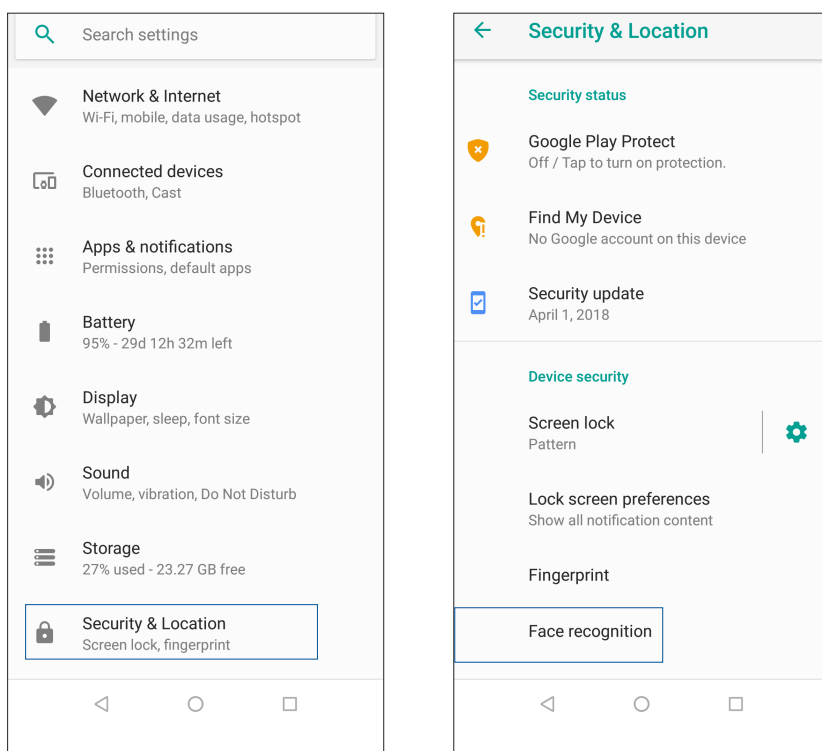 Search settings
Network & Internet
Wi-Fi, mobile, data usage, hotspot
Connected devices
Bluetooth, Cast
Apps & notifications
Permissions, default apps
Battery
95% - 29d 12h 32m left
Display
Wallpaper, sleep, font size
Sound
Volume, vibration, Do Not Disturb
Storage
27% used - 23.27 GB free
Security & Location
Screen lock, fingerprint
Security & Location
Security status
Google Play Protect
Off / Tap to turn on protection.
Find My Device
No Google account on this device
Security update
April 1, 2018
Device security
Screen lock
Pattern
Lock screen preferences
Show all notification content
Fingerprint
Face recognition